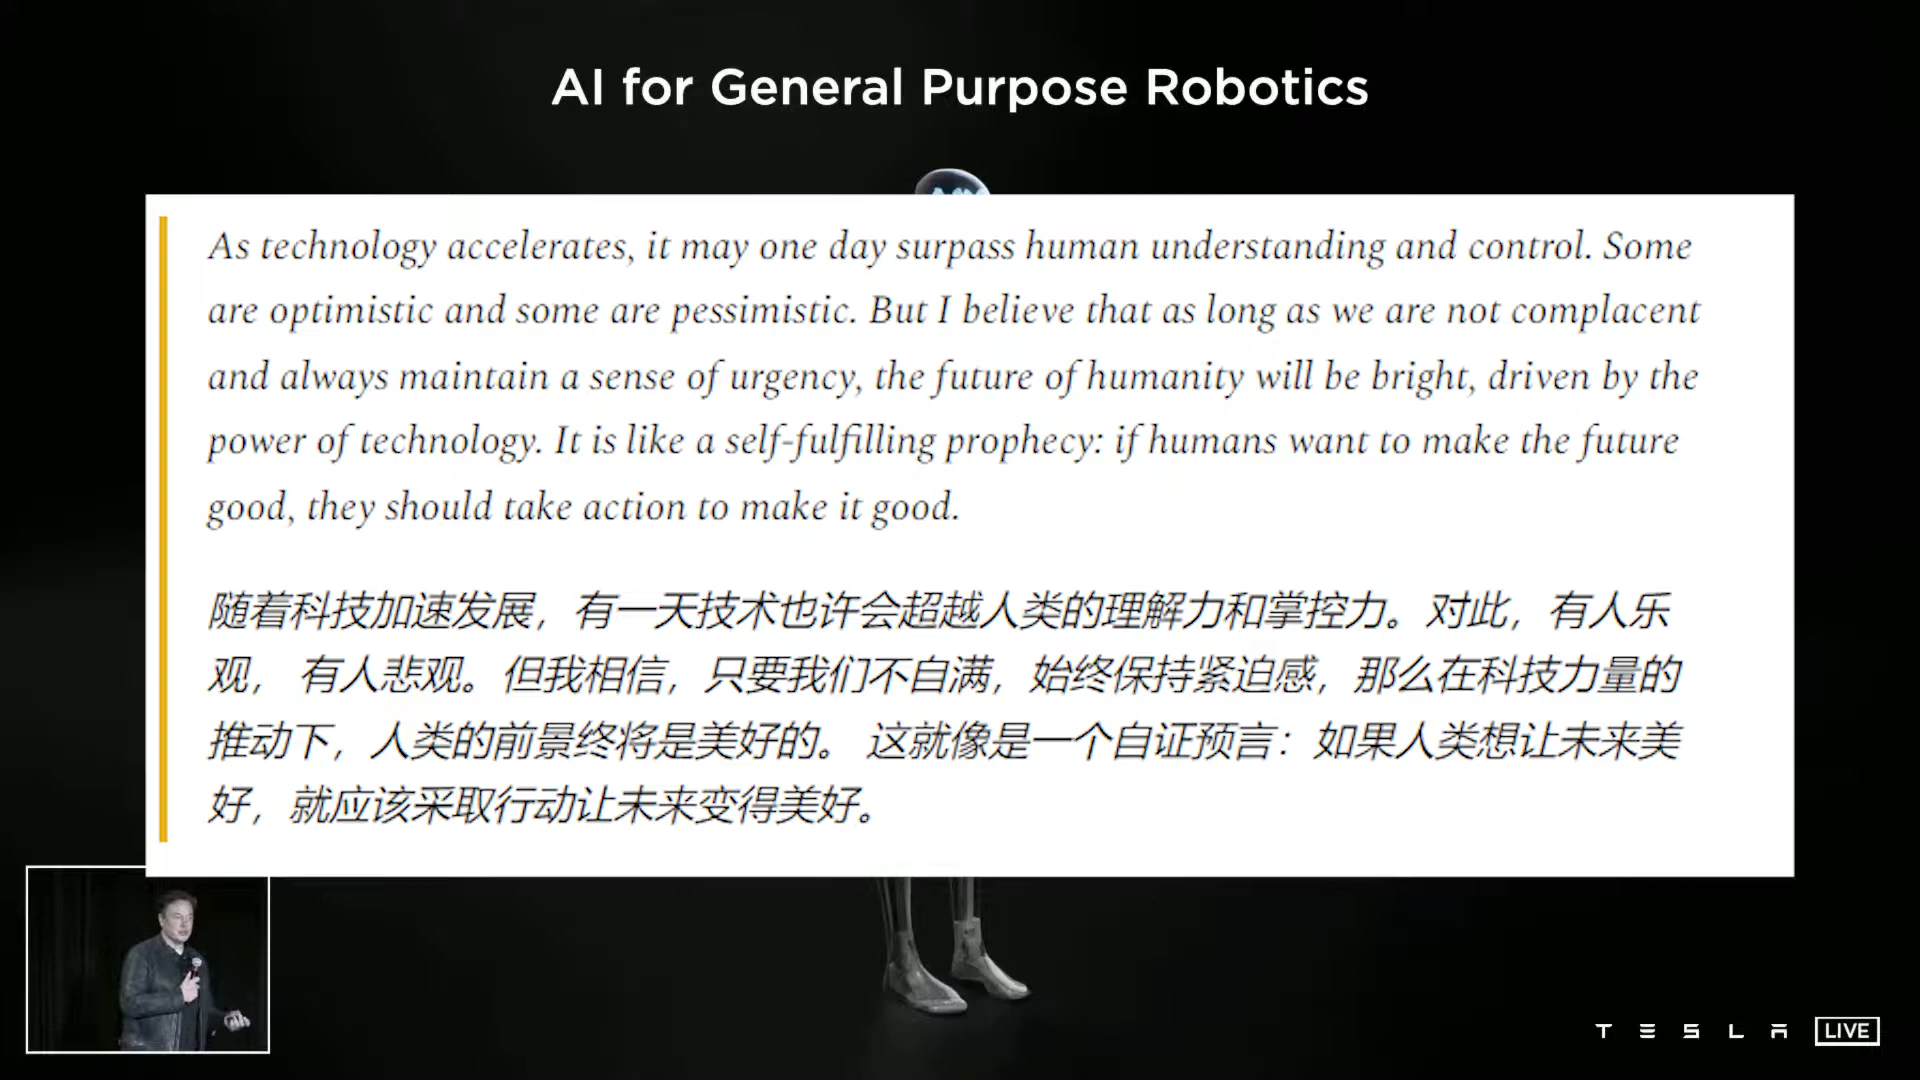 AI for General Purpose Robotics
As technology accelerates, it may one day surpass human understanding and control. Some
are optimistic and some are pessimistic. But I believe that as long as we are not complacent
and always maintain a sense of urgency, the future of humanity will be bright, driven by the
power of technology. It is like a self-fulfilling prophecy: if humans want to make the future
good, they should take action to make it good.
随着科技加速发展，有一天技术也许会超越人类的理解力和掌控力。对此，有人乐
观， 有人悲观。但我相信，只要我们不自满，始终保持紧迫感，那么在科技力量的
推动下，人类的前景终将是美好的。 这就像是一个自证预言：如果人类想让未来美
好，就应该采取行动让未来变得美好。
TESLA LIVE